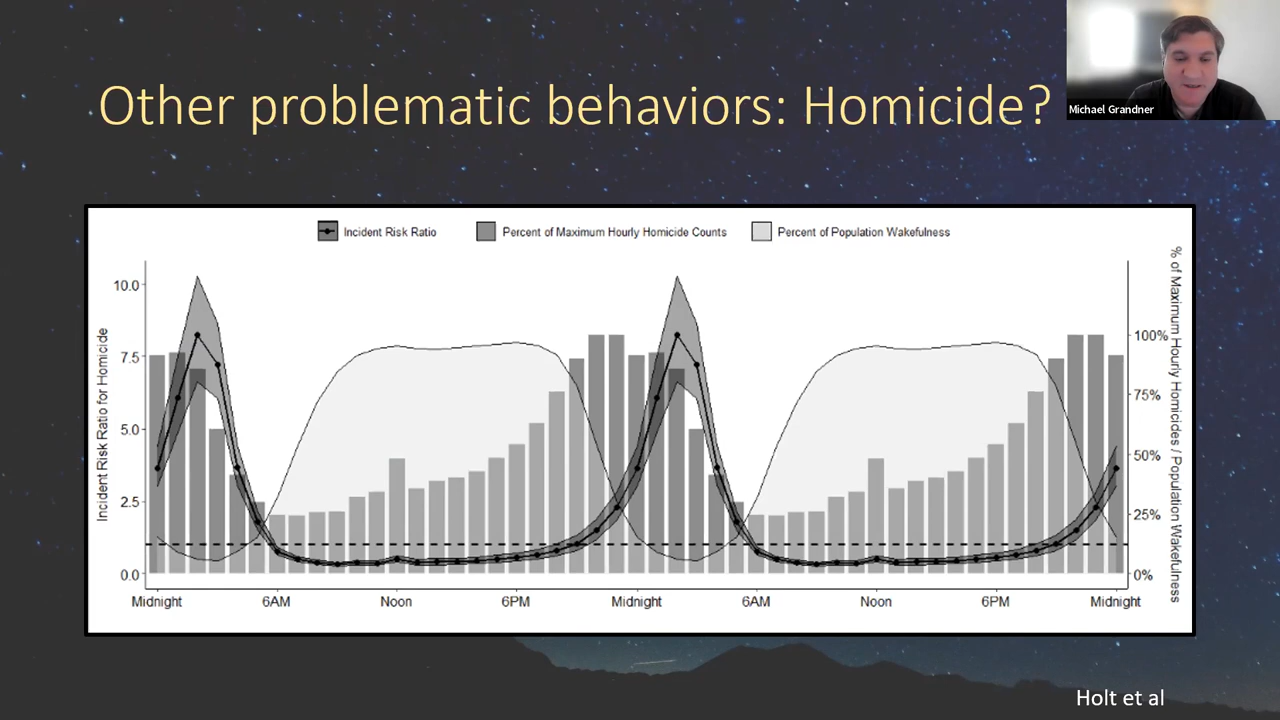 Other problematic behaviors: Homicide?
Michael Grandner
Incident Risk Ratio
Percent of Maximum Hourly Homicide Counts
Percent of Population Wakefulness
Incident Risk Ratio for Homicide
10.0
7.5
5.0
2.5
0.0
100%
75%
50%
25%
0%
% of Maximum Hourly Homicides / Population Wakefulness
Midnight 6AM Noon 6PM Midnight 6AM Noon 6PM Midnight
Holt et al